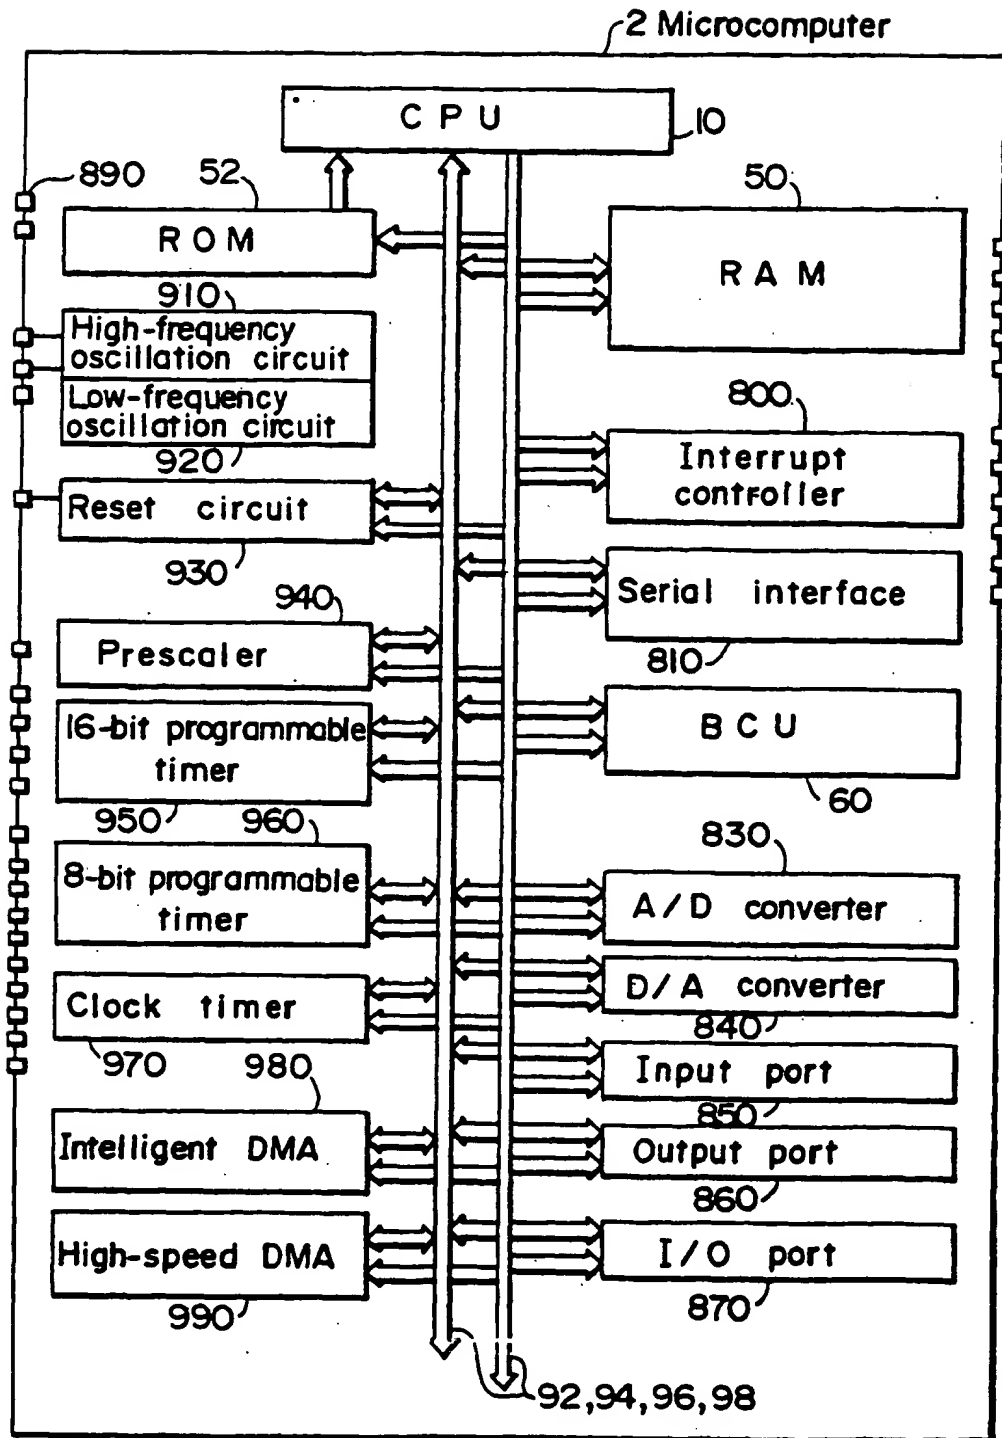 2 Microcomputer
CPU
10
890
52
ROM
50
RAM
910
High-frequency
oscillation circuit
Low-frequency
oscillation circuit
920
800
Interrupt
controller
Reset circuit
930
Serial interface
810
940
Prescaler
BCU
60
16-bit programmable
timer
950
960
8-bit programmable
timer
830
A/D converter
D/A converter
840
Clock timer
970
Input port
850
980
Intelligent DMA
Output port
860
High-speed DMA
990
I/O port
870
92, 94, 96, 98